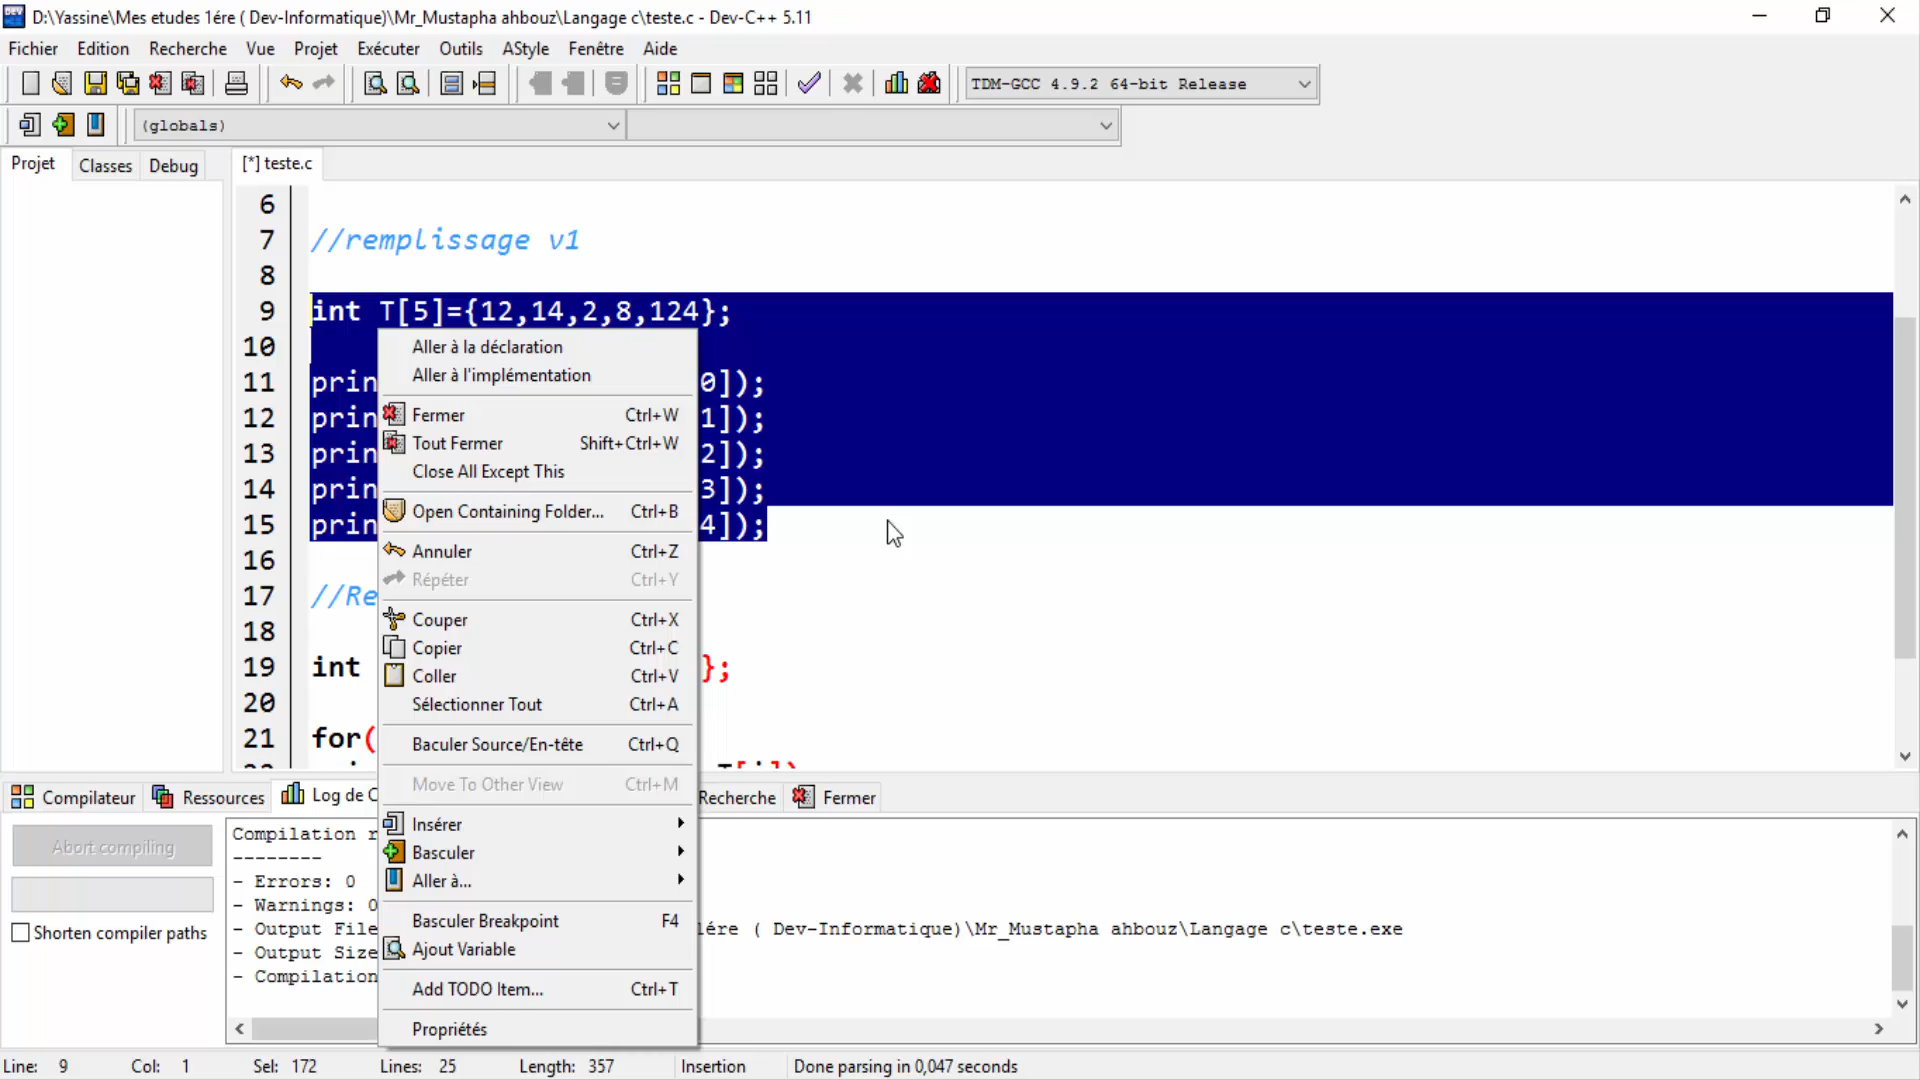 D:\Yassine\Mes etudes 1ére ( Dev-Informatique)\Mr_Mustapha ahbouz\Langage c\teste.c - Dev-C++ 5.11
Fichier Edition Recherche Vue Projet Exécuter Outils AStyle Fenêtre Aide
TDM-GCC 4.9.2 64-bit Release
(globals)
Projet Classes Debug [*] teste.c
6
7 //remplissage v1
8
9 int T[5]={12,14,2,8,124};
10
11 prin 0]);
12 prin 1]);
13 prin 2]);
14 prin 3]);
15 prin 4]);
16
17 //Re
18
19 int };
20
21 for(
Aller à la déclaration
Aller à l'implémentation
Fermer Ctrl+W
Tout Fermer Shift+Ctrl+W
Close All Except This
Open Containing Folder... Ctrl+B
Annuler Ctrl+Z
Répéter Ctrl+Y
Couper Ctrl+X
Copier Ctrl+C
Coller Ctrl+V
Sélectionner Tout Ctrl+A
Baculer Source/En-tête Ctrl+Q
Move To Other View Ctrl+M
Insérer
Basculer
Aller à...
Basculer Breakpoint F4
Ajout Variable
Add TODO Item... Ctrl+T
Propriétés
Compilateur Ressources Log de C Recherche Fermer
Abort compiling
Shorten compiler paths
Compilation r
--------
- Errors: 0
- Warnings: 0
- Output File lére ( Dev-Informatique)\Mr_Mustapha ahbouz\Langage c\teste.exe
- Output Size
- Compilation
Line: 9 Col: 1 Sel: 172 Lines: 25 Length: 357 Insertion Done parsing in 0,047 seconds